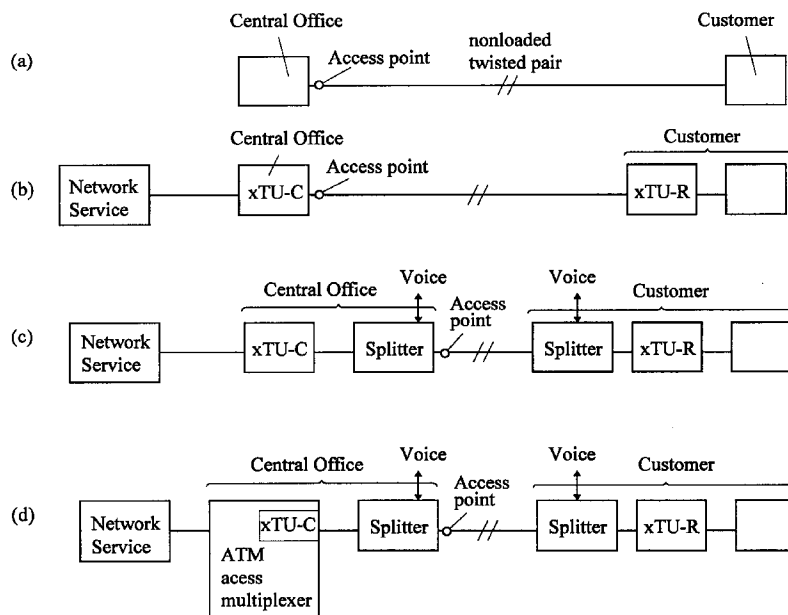 (a)
Central Office
Access point
nonloaded
twisted pair
Customer
(b)
Network
Service
Central Office
xTU-C
Access point
Customer
xTU-R
(c)
Network
Service
Central Office
xTU-C
Voice
Splitter
Access
point
Voice
Customer
Splitter
xTU-R
(d)
Network
Service
Central Office
xTU-C
ATM
acess
multiplexer
Voice
Splitter
Access
point
Voice
Customer
Splitter
xTU-R